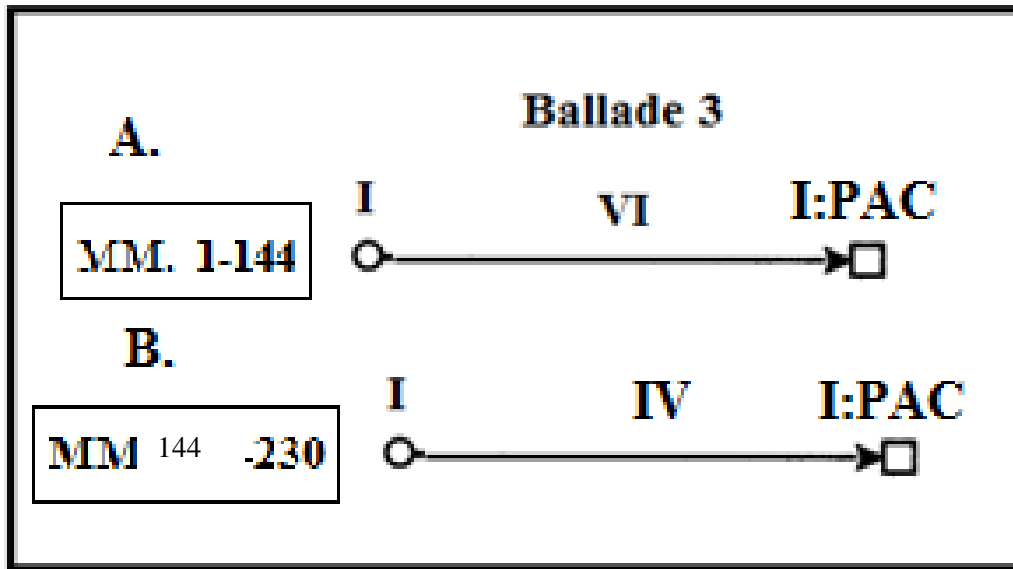 Ballade 3
A.
I VI I:PAC
MM. 1-144
B.
I IV I:PAC
MM 144 -230